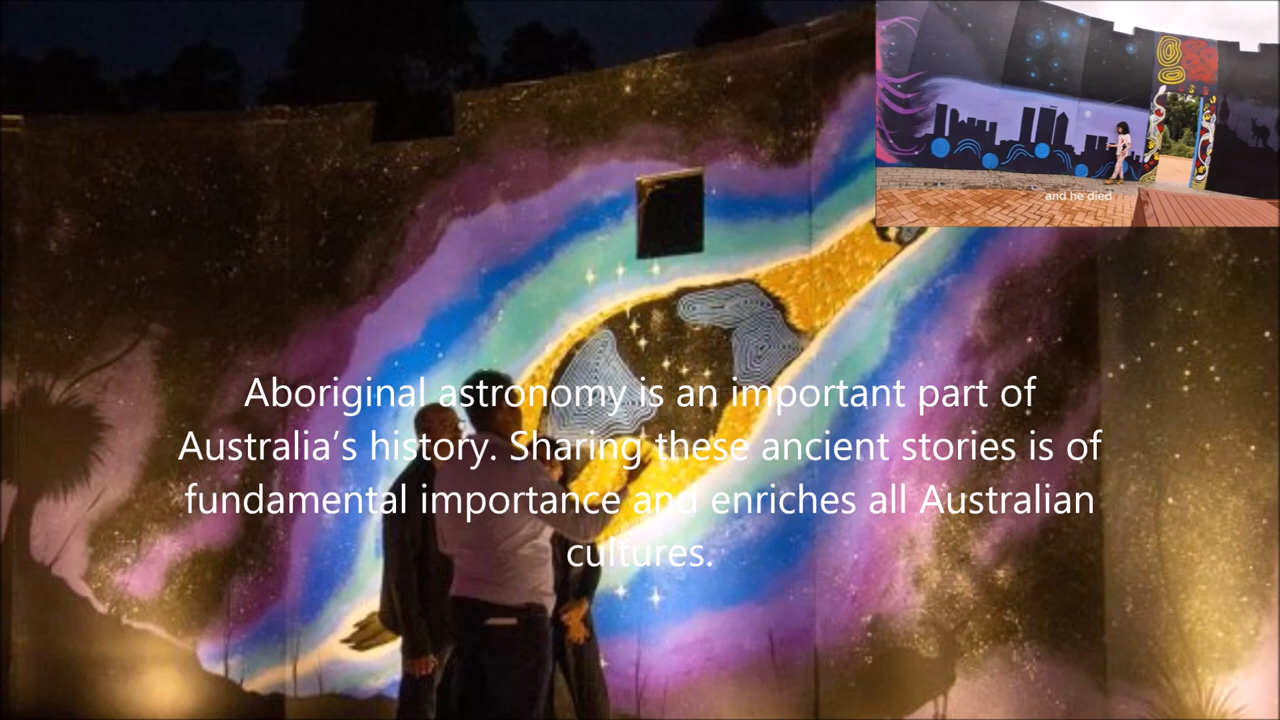 and he died
Aboriginal astronomy is an important part of
Australia’s history. Sharing these ancient stories is of
fundamental importance and enriches all Australian
cultures.